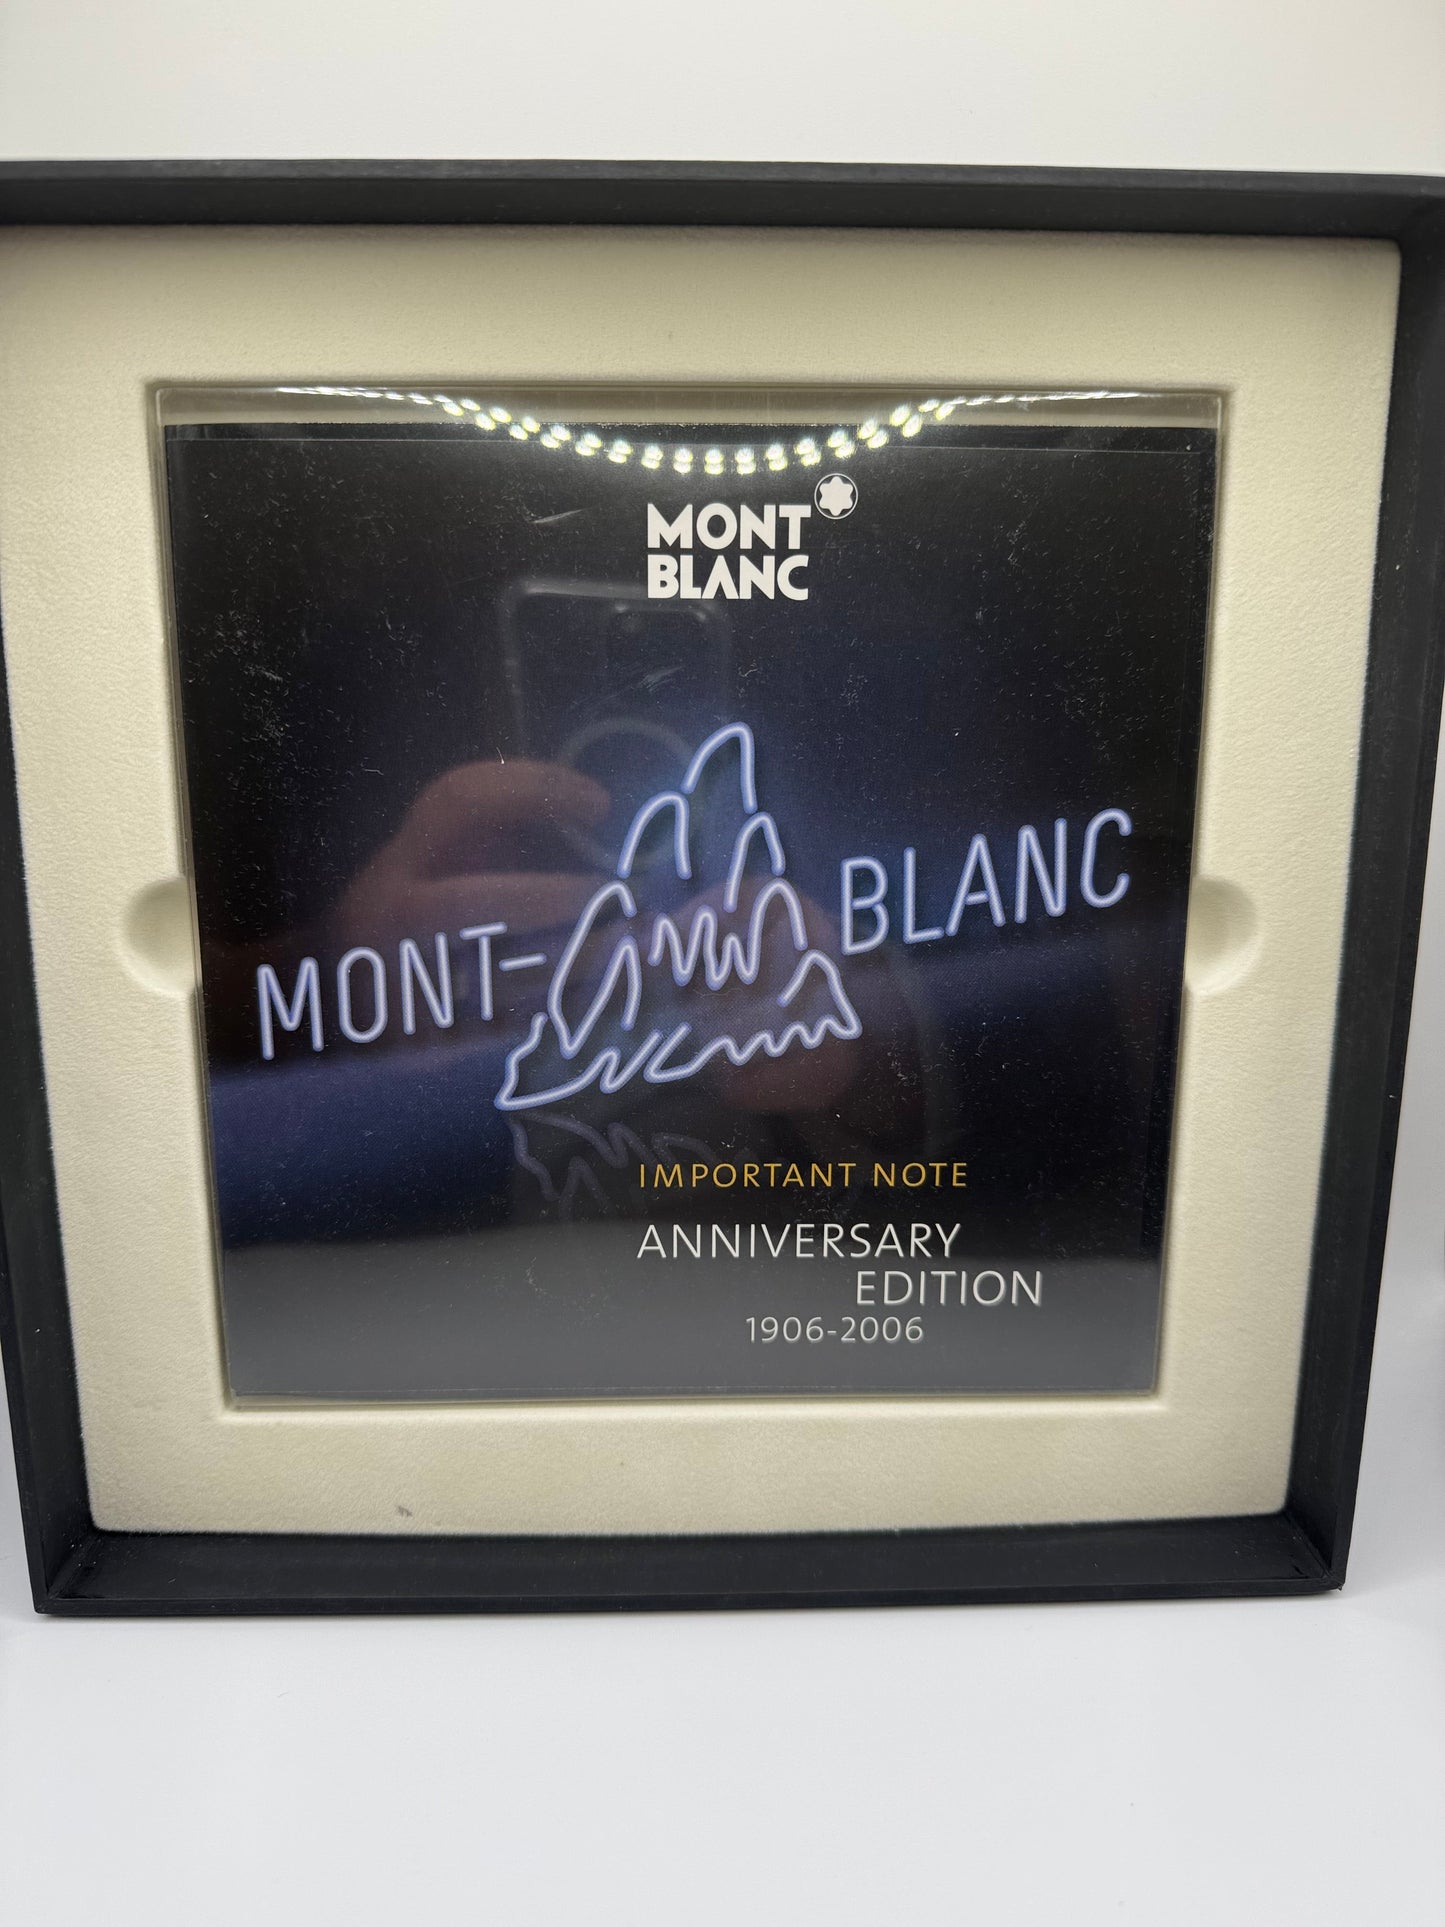 MONT
BLANC
MONT- BLANC
IMPORTANT NOTE
ANNIVERSARY
EDITION
1906-2006